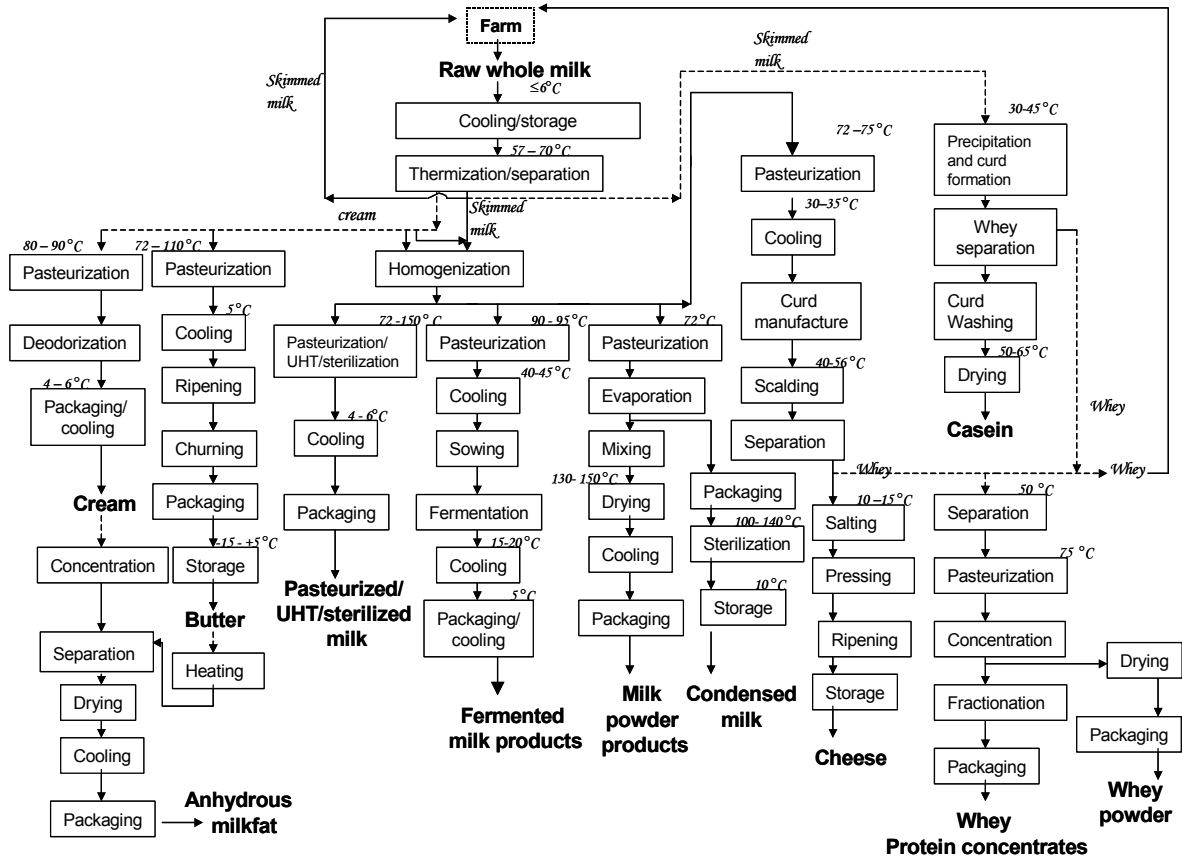 Farm
Skimmed
milk
Raw whole milk
≤6°C
Skimmed
milk
Cooling/storage
57 – 70°C
Thermization/separation
cream
Skimmed
milk
72 –75°C
Pasteurization
30–35°C
Cooling
Curd
manufacture
40-56°C
Scalding
Separation
Whey
30-45°C
Precipitation
and curd
formation
Whey
separation
Curd
Washing
50-65°C
Drying
Casein
Whey
Whey
80 – 90°C
Pasteurization
Deodorization
4 – 6°C
Packaging/
cooling
Cream
Concentration
Separation
Drying
Cooling
Packaging
Anhydrous
milkfat
72 – 110°C
Pasteurization
5°C
Cooling
Ripening
Churning
Packaging
-15 - +5°C
Storage
Butter
Heating
Homogenization
72 -150° C
Pasteurization/
UHT/sterilization
4 - 6°C
Cooling
Packaging
Pasteurized/
UHT/sterilized
milk
90 - 95°C
Pasteurization
40-45°C
Cooling
Sowing
Fermentation
15-20°C
Cooling
5°C
Packaging/
cooling
Fermented
milk products
72°C
Pasteurization
Evaporation
Mixing
130- 150°C
Drying
Cooling
Packaging
Milk
powder
products
Packaging
100- 140°C
Sterilization
10°C
Storage
Condensed
milk
10 –15°C
Salting
Pressing
Ripening
Storage
Cheese
50 °C
Separation
75 °C
Pasteurization
Concentration
Fractionation
Packaging
Whey
Protein concentrates
Drying
Packaging
Whey
powder